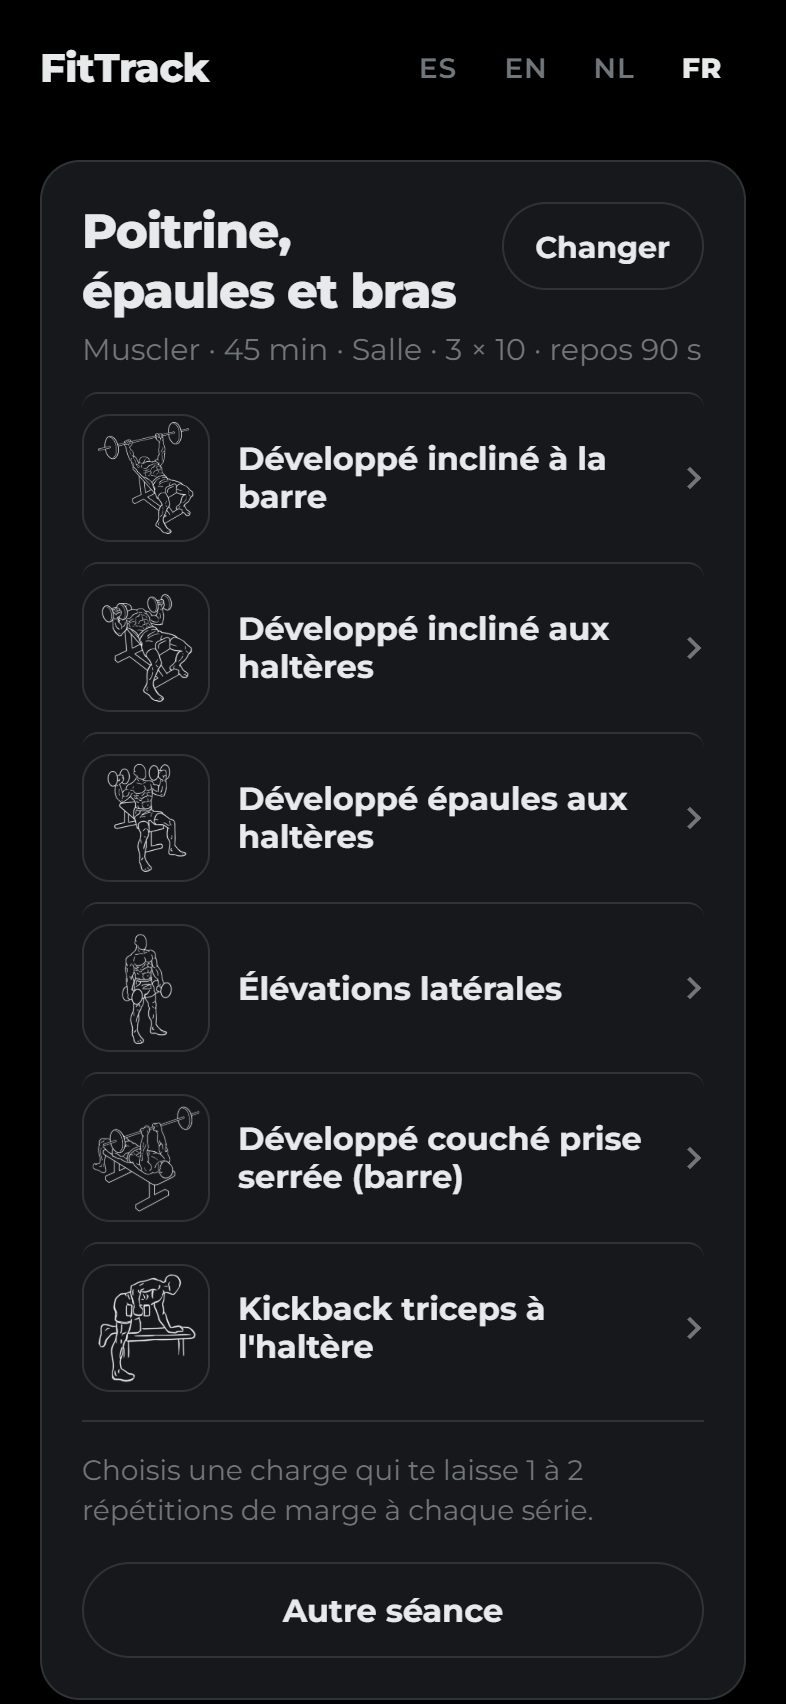 FitTrack
ES EN NL FR
Poitrine,
épaules et bras
Changer
Muscler · 45 min · Salle · 3 × 10 · repos 90 s
Développé incliné à la
barre
Développé incliné aux
haltères
Développé épaules aux
haltères
Élévations latérales
Développé couché prise
serrée (barre)
Kickback triceps à
l'haltère
Choisis une charge qui te laisse 1 à 2
répétitions de marge à chaque série.
Autre séance